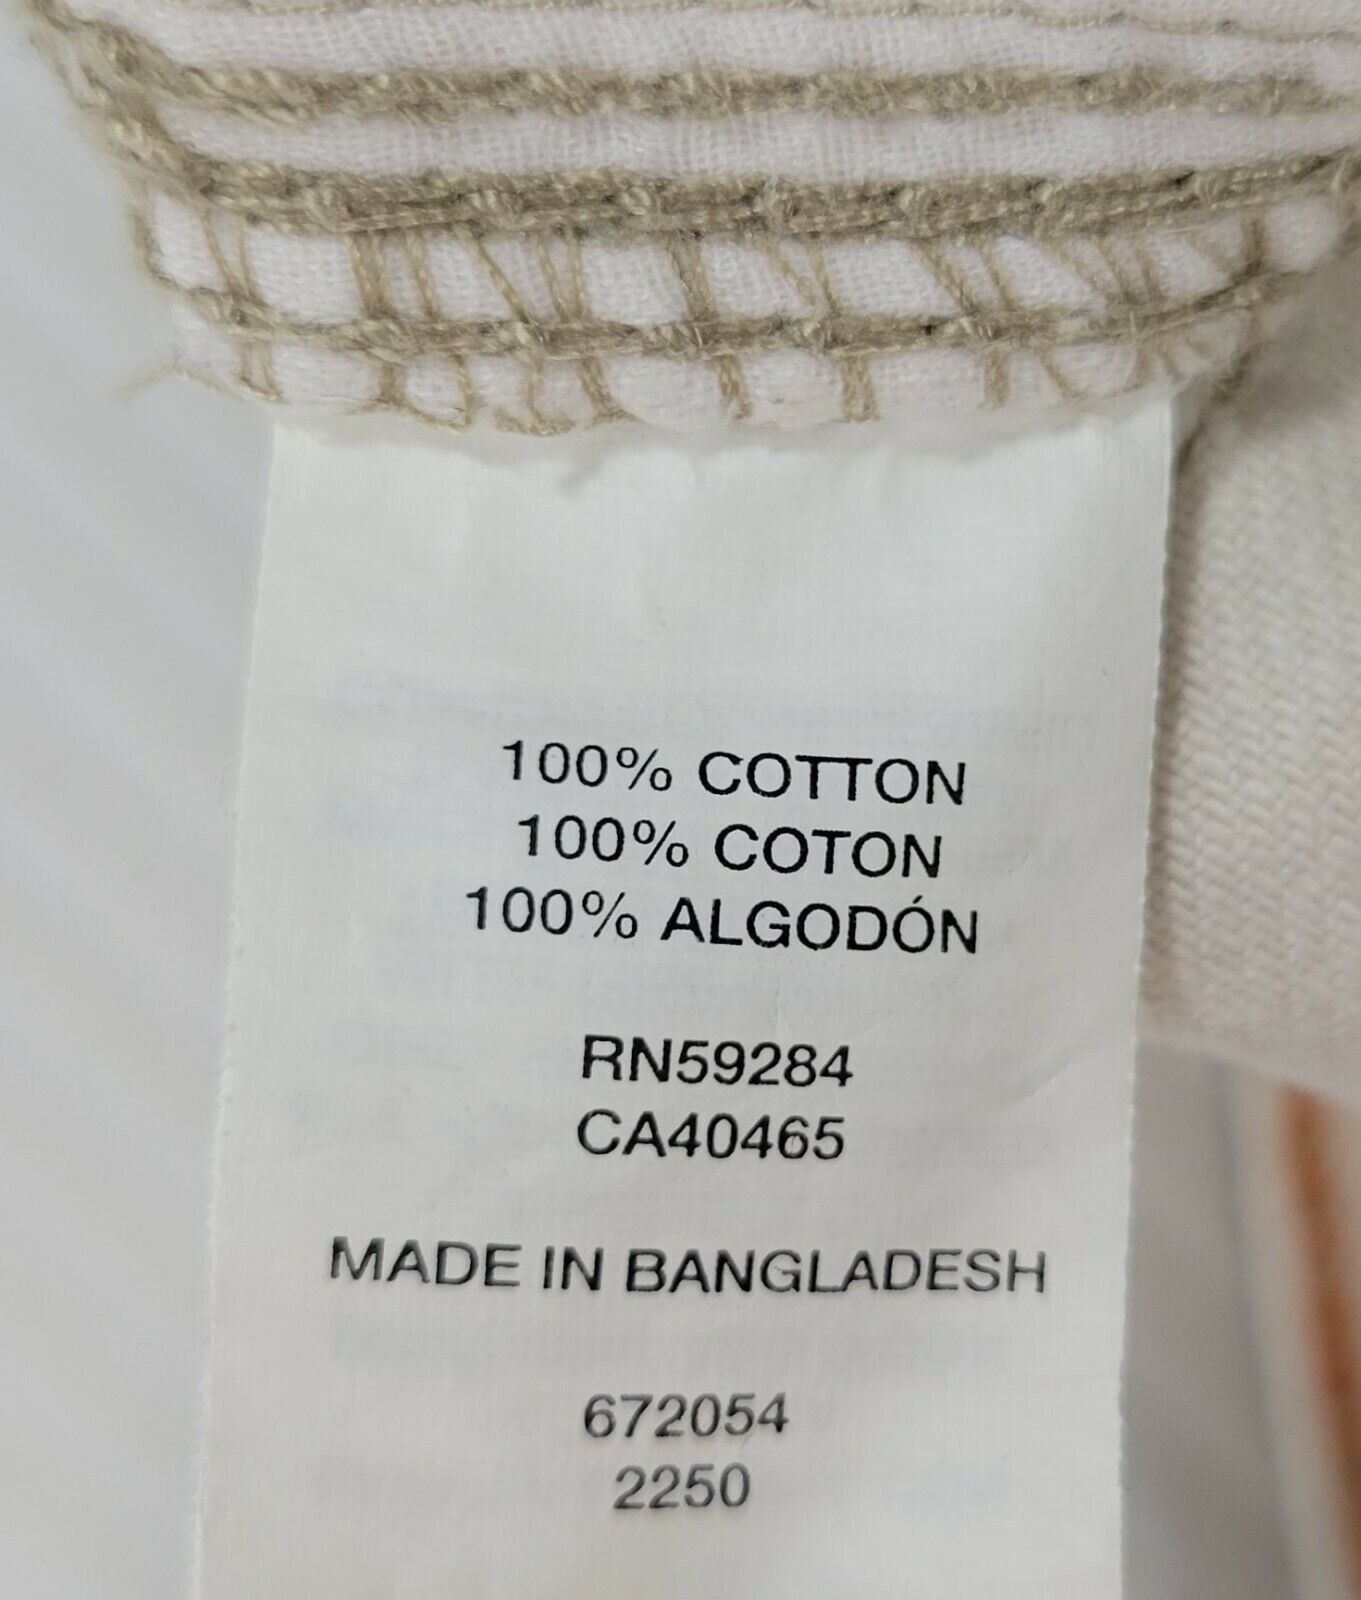 100% COTTON
100% COTON
100% ALGODÓN
RN59284
CA40465
MADE IN BANGLADESH
672054
2250